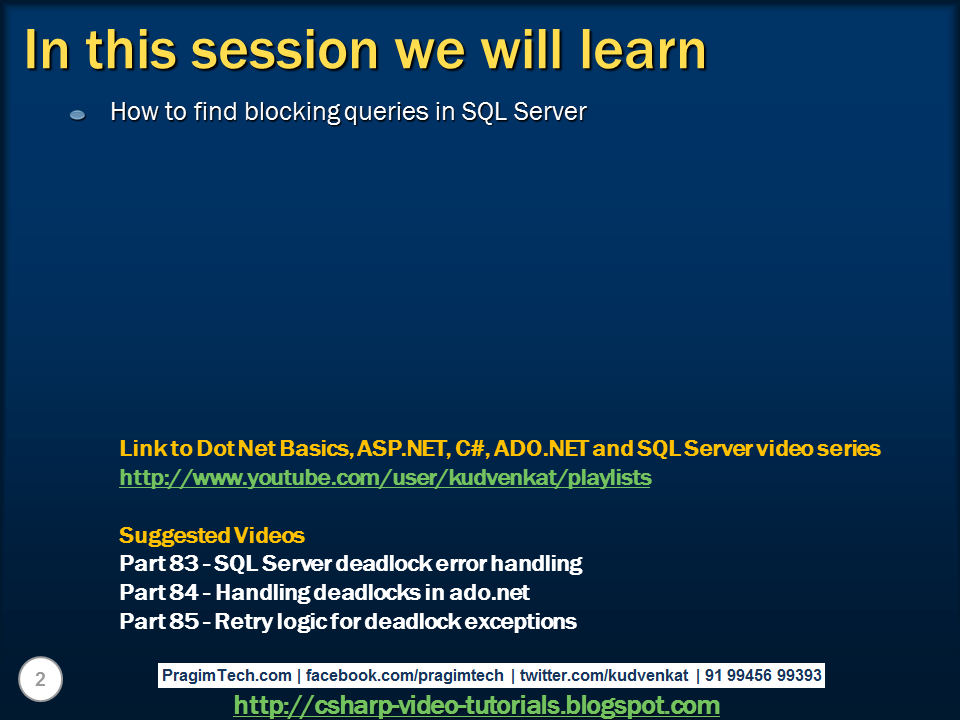 In this session we will learn
How to find blocking queries in SQL Server
Link to Dot Net Basics, ASP.NET, C#, ADO.NET and SQL Server video series
http://www.youtube.com/user/kudvenkat/playlists
Suggested Videos
Part 83 - SQL Server deadlock error handling
Part 84 - Handling deadlocks in ado.net
Part 85 - Retry logic for deadlock exceptions
2
PragimTech.com | facebook.com/pragimtech | twitter.com/kudvenkat | 91 99456 99393
http://csharp-video-tutorials.blogspot.com